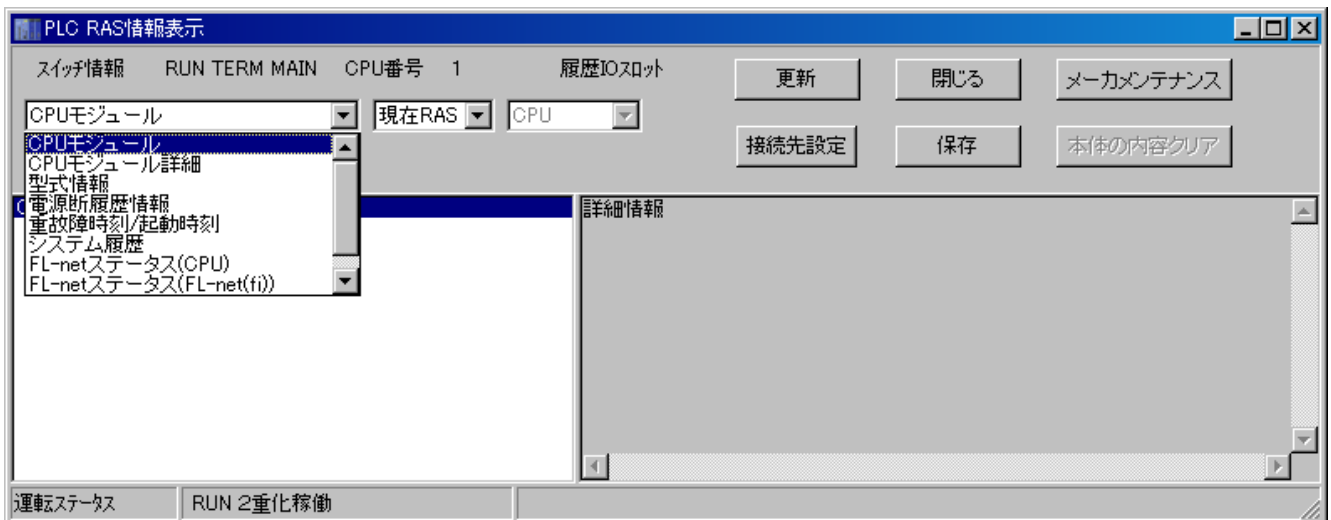 PLC RAS情報表示
スイッチ情報 RUN TERM MAIN CPU番号 1 履歴IOスロット
更新 閉じる メーカメンテナンス
CPUモジュール 現在RAS CPU
接続先設定 保存 本体の内容クリア
CPUモジュール
CPUモジュール詳細
型式情報
電源断履歴情報
重故障時刻/起動時刻
システム履歴
FL-netステータス(CPU)
FL-netステータス(FL-net(fi))
詳細情報
運転ステータス RUN 2重化稼働